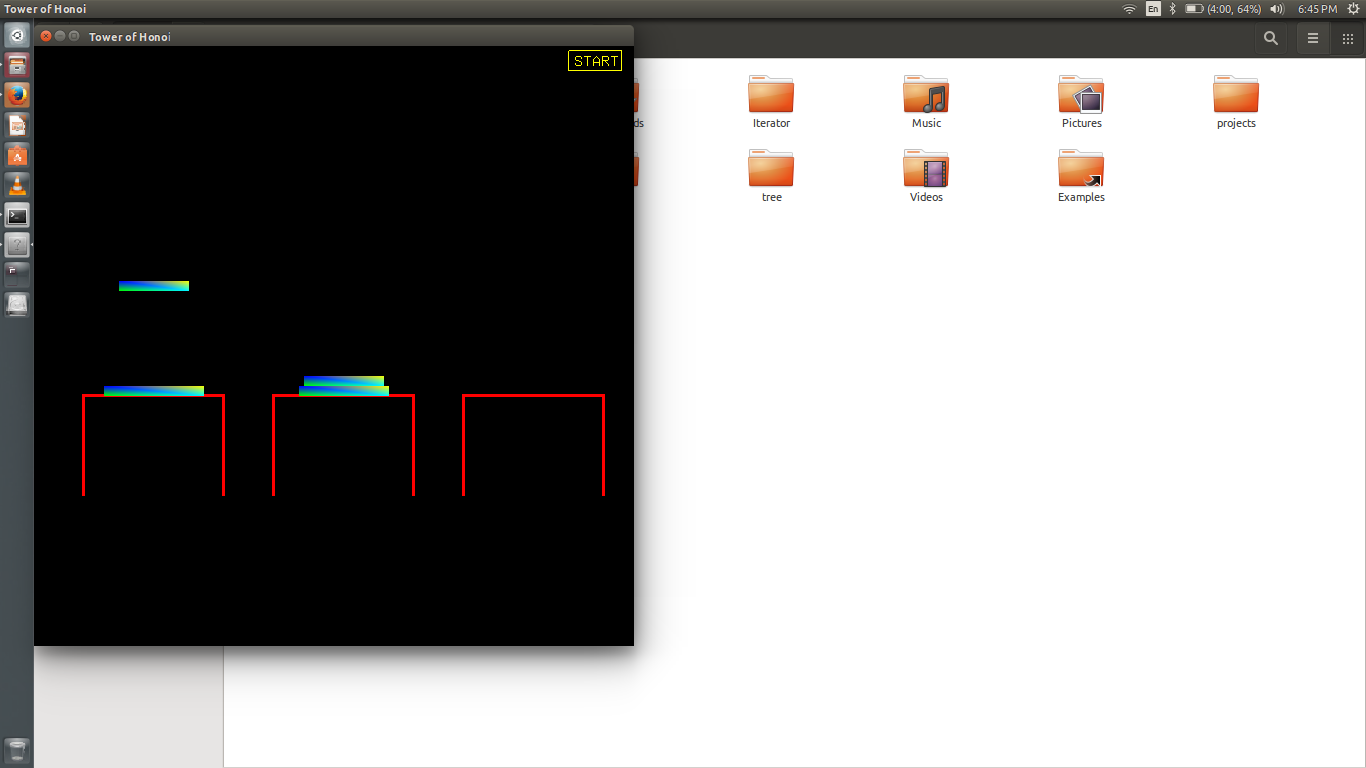 Tower of Honoi
En
(4:00, 64%)
6:45 PM
Tower of Honoi
START
ds
Iterator
Music
Pictures
projects
tree
Videos
Examples